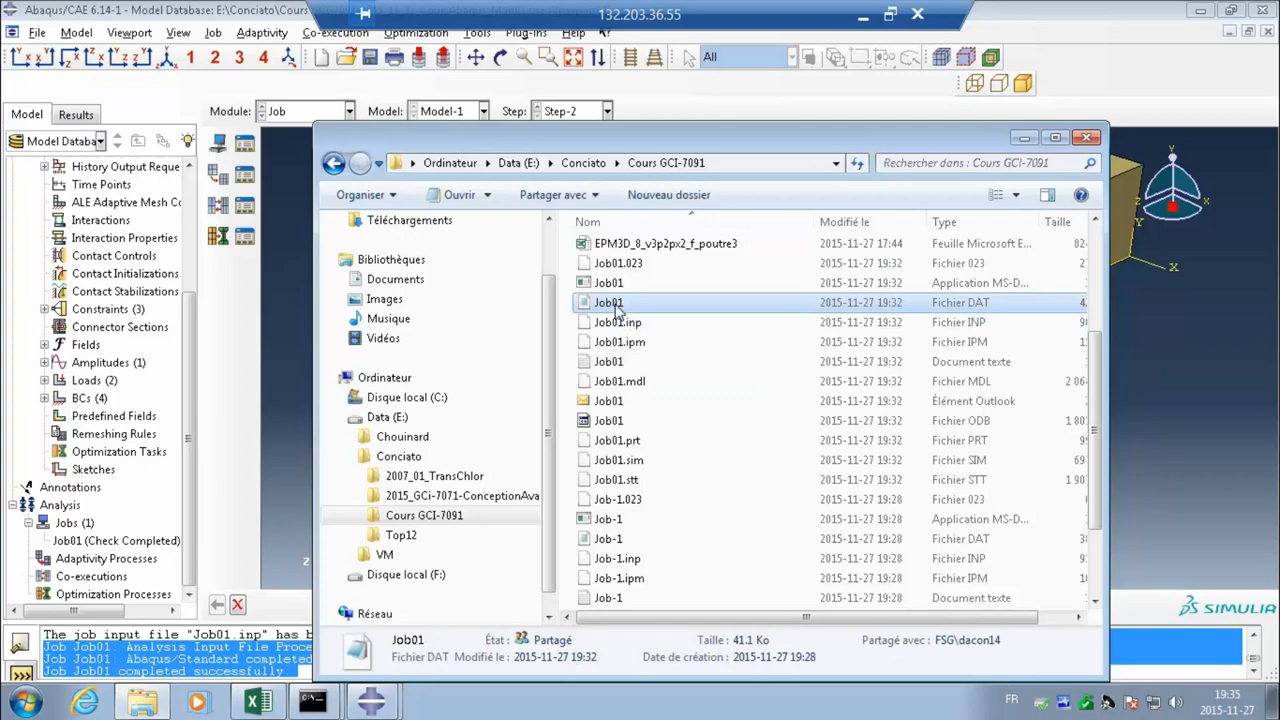 Abaqus/CAE 6.14-1 - Model Database: E:\Conciato\Cours
132.203.36.55
File Model Viewport View Job Adaptivity Co-execution Optimization Tools Plug-ins Help
1 2 3 4 All
Model Results
Module: Job Model: Model-1 Step: Step-2
Model Databa
History Output Reque
Time Points
ALE Adaptive Mesh Co
Interactions
Interaction Properties
Contact Controls
Contact Initializations
Contact Stabilizations
Constraints (3)
Connector Sections
Fields
Amplitudes (1)
Loads (2)
BCs (4)
Predefined Fields
Remeshing Rules
Optimization Tasks
Sketches
Annotations
Analysis
Jobs (1)
Job01 (Check Completed)
Adaptivity Processes
Co-executions
Optimization Processes
Ordinateur Data (E:) Conciato Cours GCI-7091
Rechercher dans : Cours GCI-7091
Organiser Ouvrir Partager avec Nouveau dossier
Téléchargements
Bibliothèques
Documents
Images
Musique
Vidéos
Ordinateur
Disque local (C:)
Data (E:)
Chouinard
Conciato
2007_01_TransChlor
2015_GCi-7071-ConceptionAva
Cours GCI-7091
Top12
VM
Disque local (F:)
Réseau
Nom Modifié le Type Taille
EPM3D_8_v3p2px2_f_poutre3 2015-11-27 17:44 Feuille Microsoft E... 82
Job01.023 2015-11-27 19:32 Fichier 023
Job01 2015-11-27 19:32 Application MS-D...
Job01 2015-11-27 19:32 Fichier DAT 4
Job01.inp 2015-11-27 19:32 Fichier INP
Job01.ipm 2015-11-27 19:32 Fichier IPM
Job01 2015-11-27 19:32 Document texte
Job01.mdl 2015-11-27 19:32 Fichier MDL 2 06
Job01 2015-11-27 19:32 Élément Outlook
Job01 2015-11-27 19:32 Fichier ODB 1 80
Job01.prt 2015-11-27 19:32 Fichier PRT
Job01.sim 2015-11-27 19:32 Fichier SIM 69
Job01.stt 2015-11-27 19:32 Fichier STT 1 90
Job-1.023 2015-11-27 19:28 Fichier 023
Job-1 2015-11-27 19:28 Application MS-D...
Job-1 2015-11-27 19:28 Fichier DAT
Job-1.inp 2015-11-27 19:28 Fichier INP
Job-1.ipm 2015-11-27 19:28 Fichier IPM
Job-1 2015-11-27 19:28 Document texte
Job01 État : Partagé Taille : 41.1 Ko Partagé avec : FSG\dacon14
Fichier DAT Modifié le : 2015-11-27 19:32 Date de création : 2015-11-27 19:28
Y
X
Y
X
Z
SIMULIA
The job input file "Job01.inp" has b
Job Job01: Analysis Input File Proce
Job Job01: Abaqus/Standard completed
Job Job01 completed successfully
FR
19:35
2015-11-27